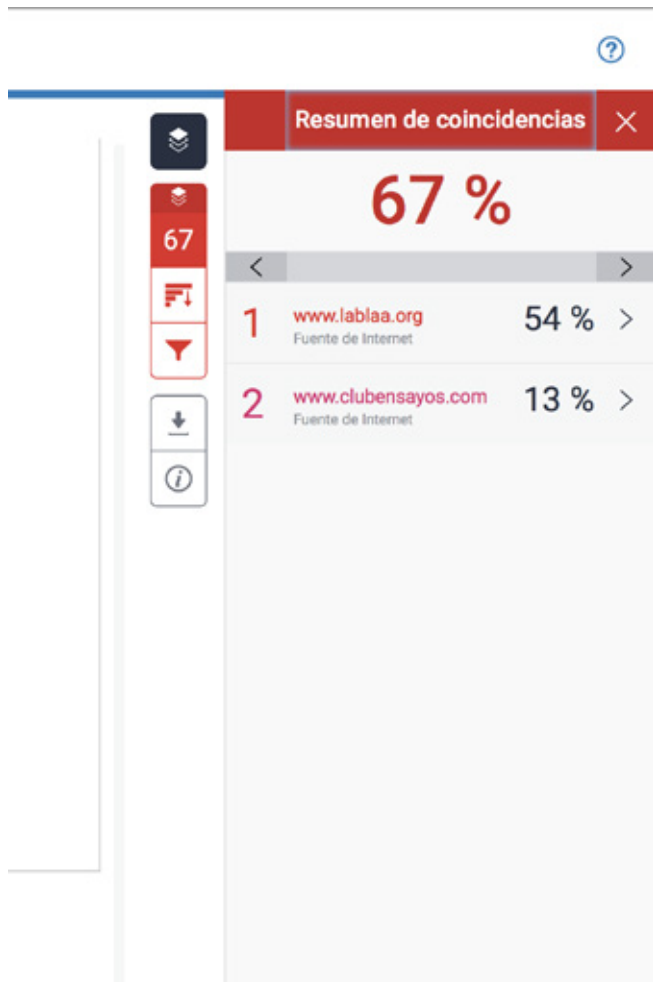 ?
Resumen de coincidencias
67 %
67
1 www.lablaa.org 54 %
Fuente de Internet
2 www.clubensayos.com 13 %
Fuente de Internet
i